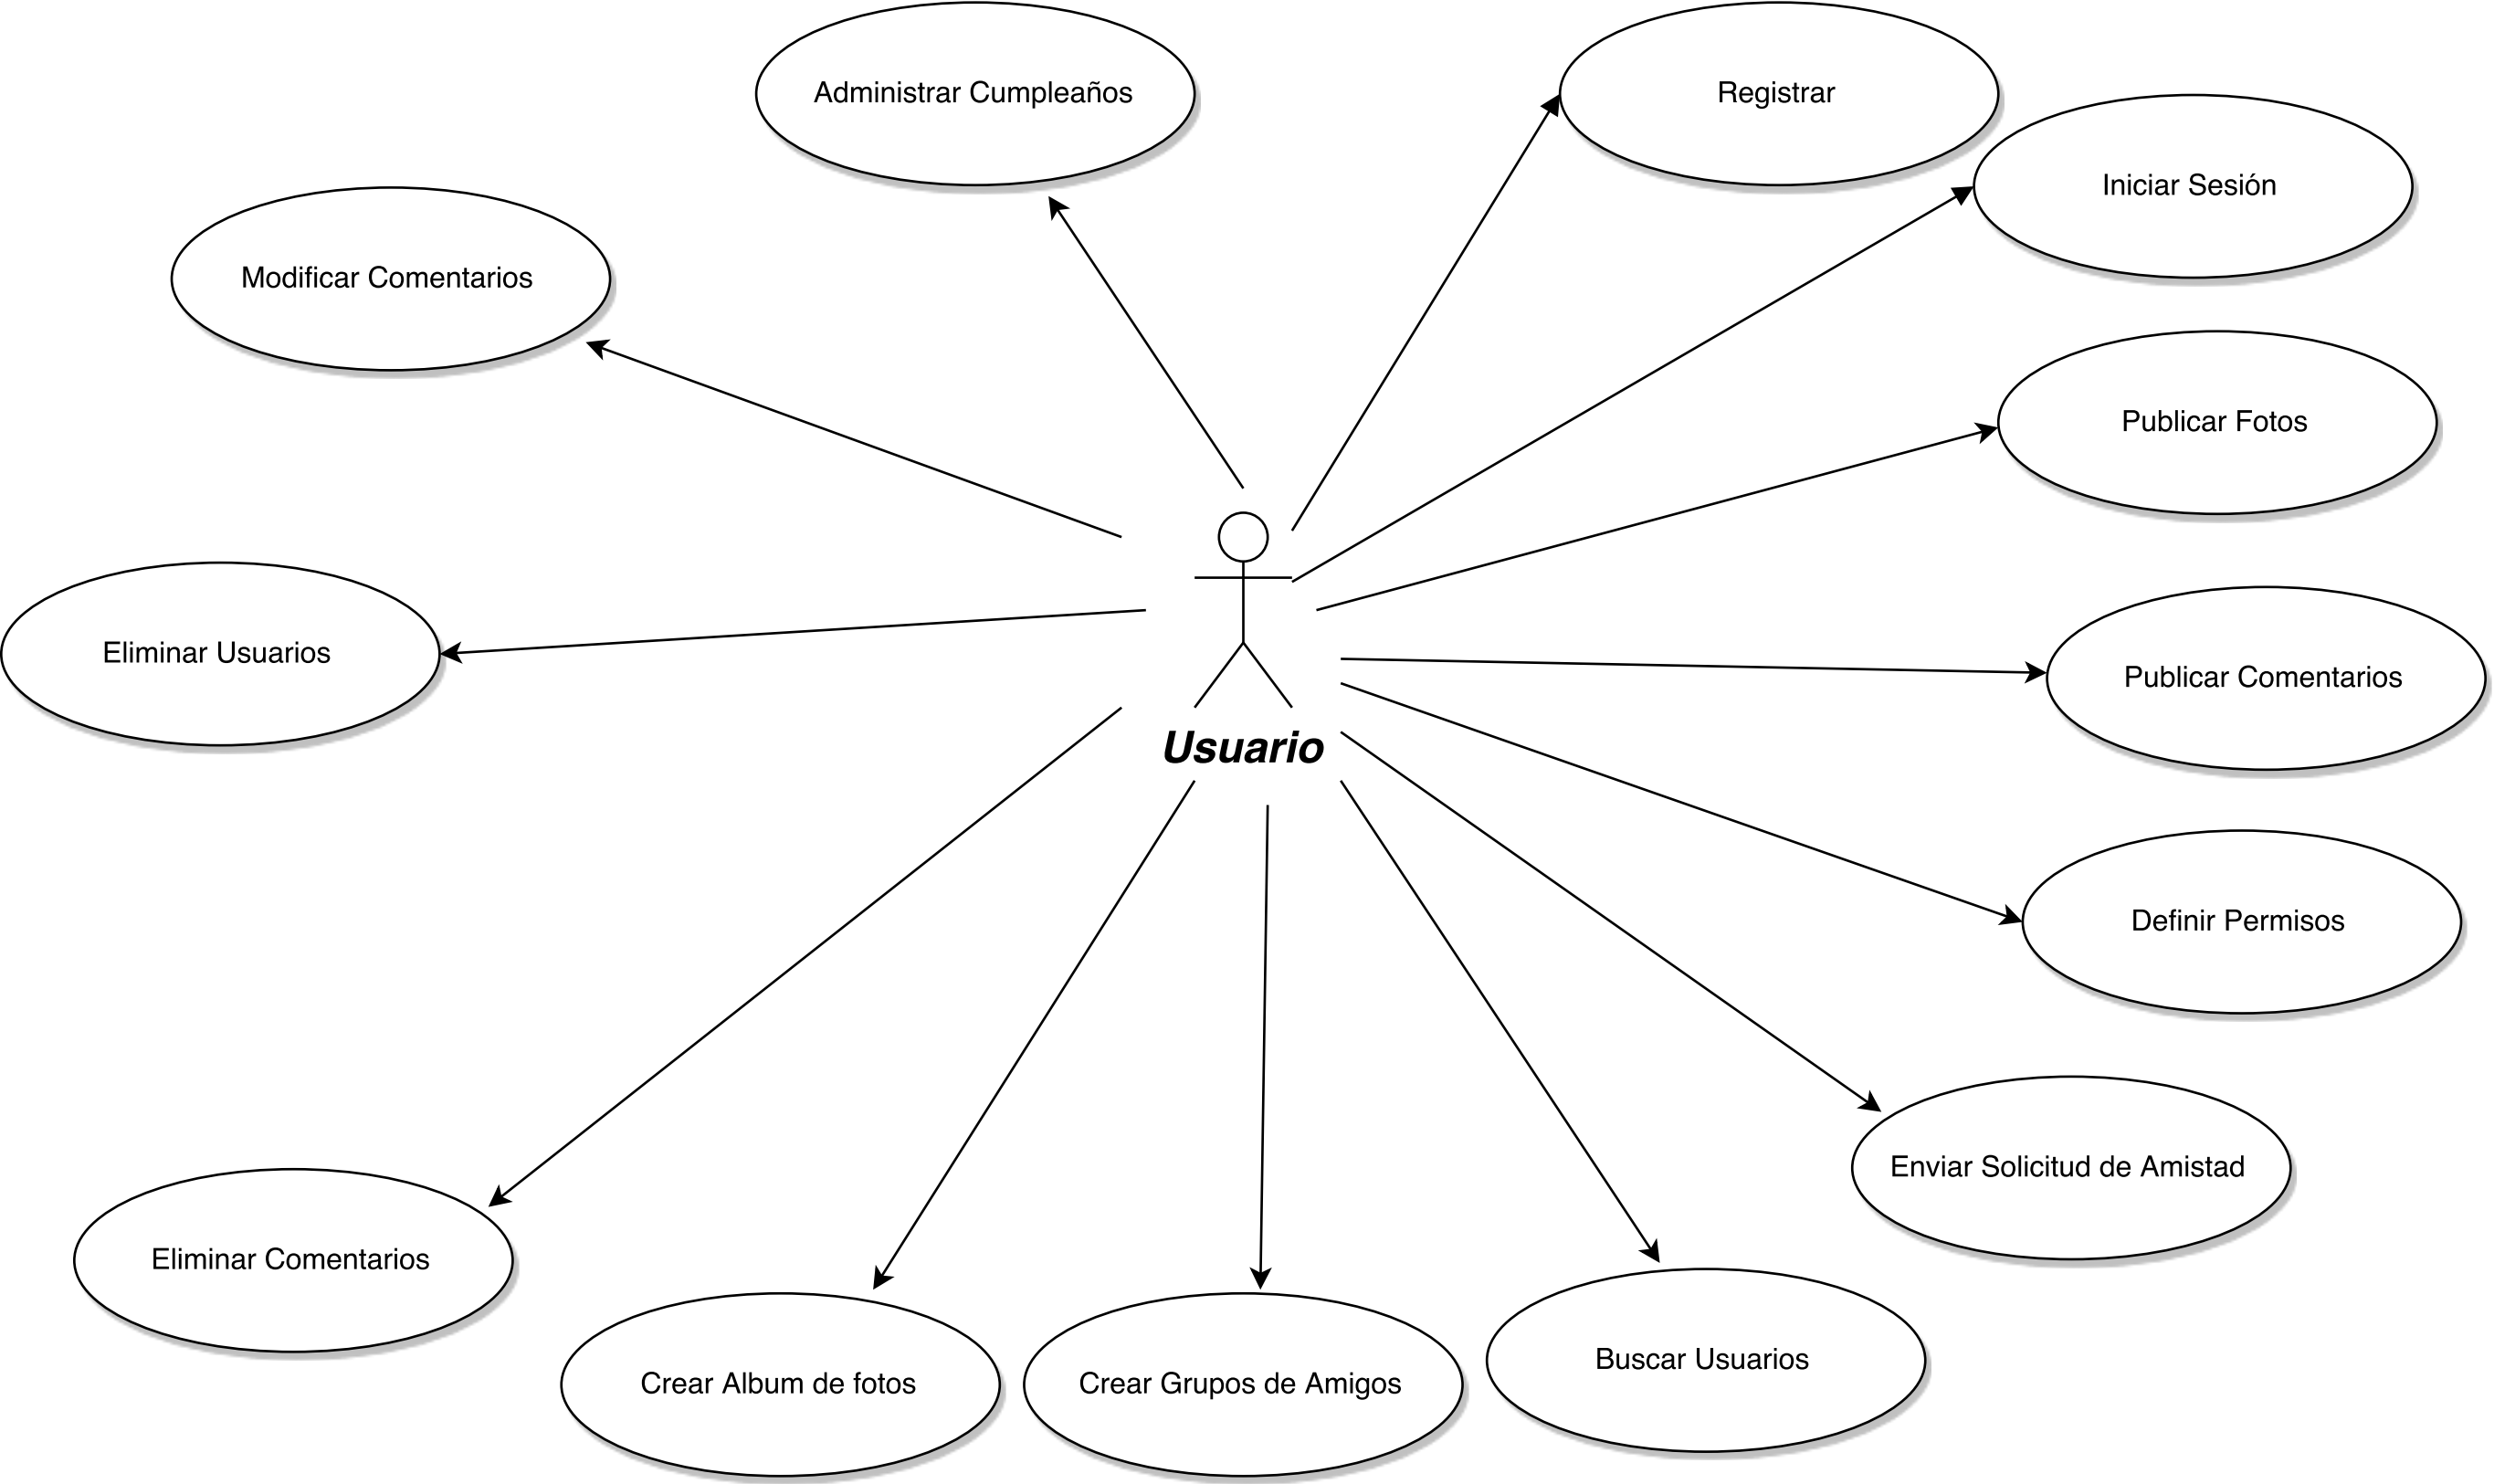 Administrar Cumpleaños
Registrar
Iniciar Sesión
Modificar Comentarios
Publicar Fotos
Eliminar Usuarios
Publicar Comentarios
Usuario
Definir Permisos
Enviar Solicitud de Amistad
Eliminar Comentarios
Buscar Usuarios
Crear Album de fotos
Crear Grupos de Amigos